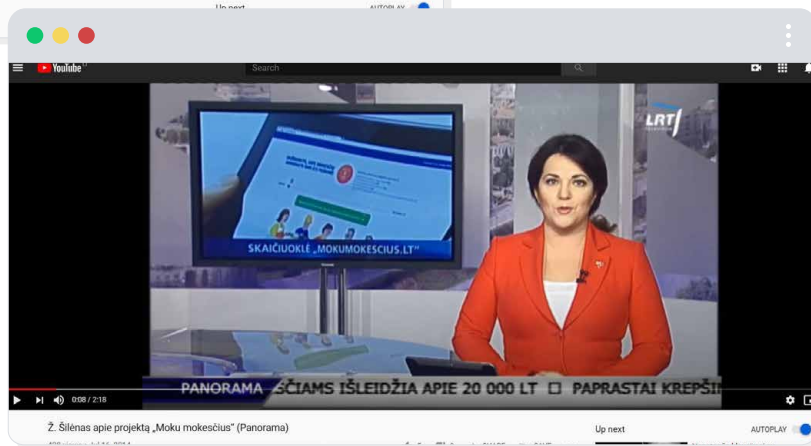 Up next AUTOPLAY
YouTube
Search
LRT
SKAIČIUOKLĖ „MOKUMOKESCIUS.LT“
PANORAMA SČIAMS IŠLEIDŽIA APIE 20 000 LT □ PAPRASTAI KREPŠIN
0:08 / 2:18
Ž. Šilėnas apie projektą „Moku mokesčius" (Panorama)
Up next AUTOPLAY